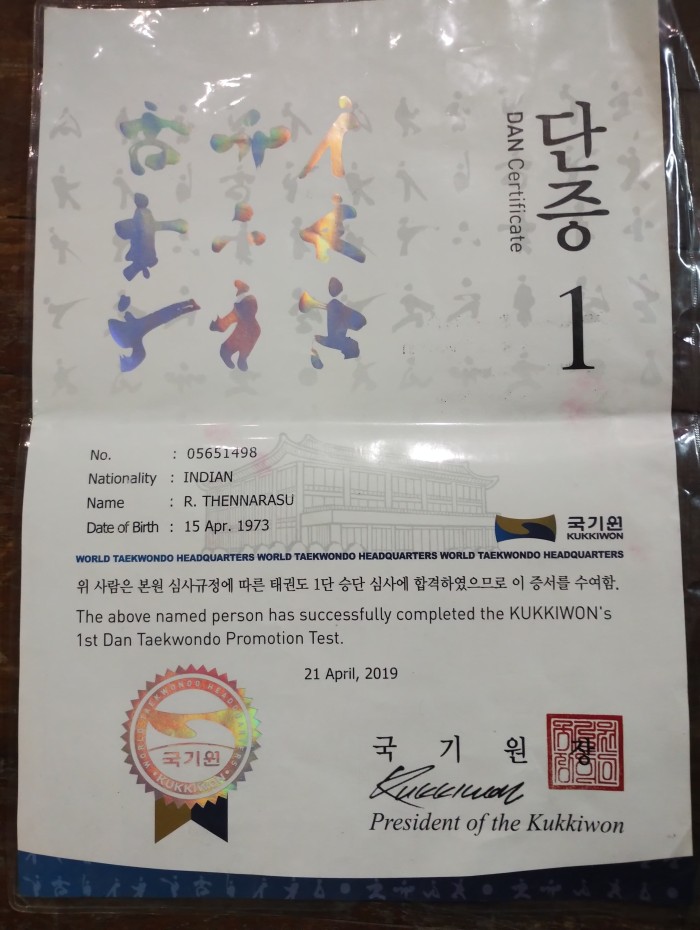 단증
DAN Certificate
1
No. : 05651498
Nationality : INDIAN
Name : R. THENNARASU
Date of Birth : 15 Apr. 1973
국기원
KUKKIWON
WORLD TAEKWONDO HEADQUARTERS WORLD TAEKWONDO HEADQUARTERS WORLD TAEKWONDO HEADQUARTERS
위 사람은 본원 심사규정에 따른 태권도 1단 승단 심사에 합격하였으므로 이 증서를 수여함.
The above named person has successfully completed the KUKKIWON's
1st Dan Taekwondo Promotion Test.
21 April, 2019
WORLD TAEKWONDO HEADQUARTERS
국기원
KUKKIWON
국 기 원 장
Kukkiwon
President of the Kukkiwon